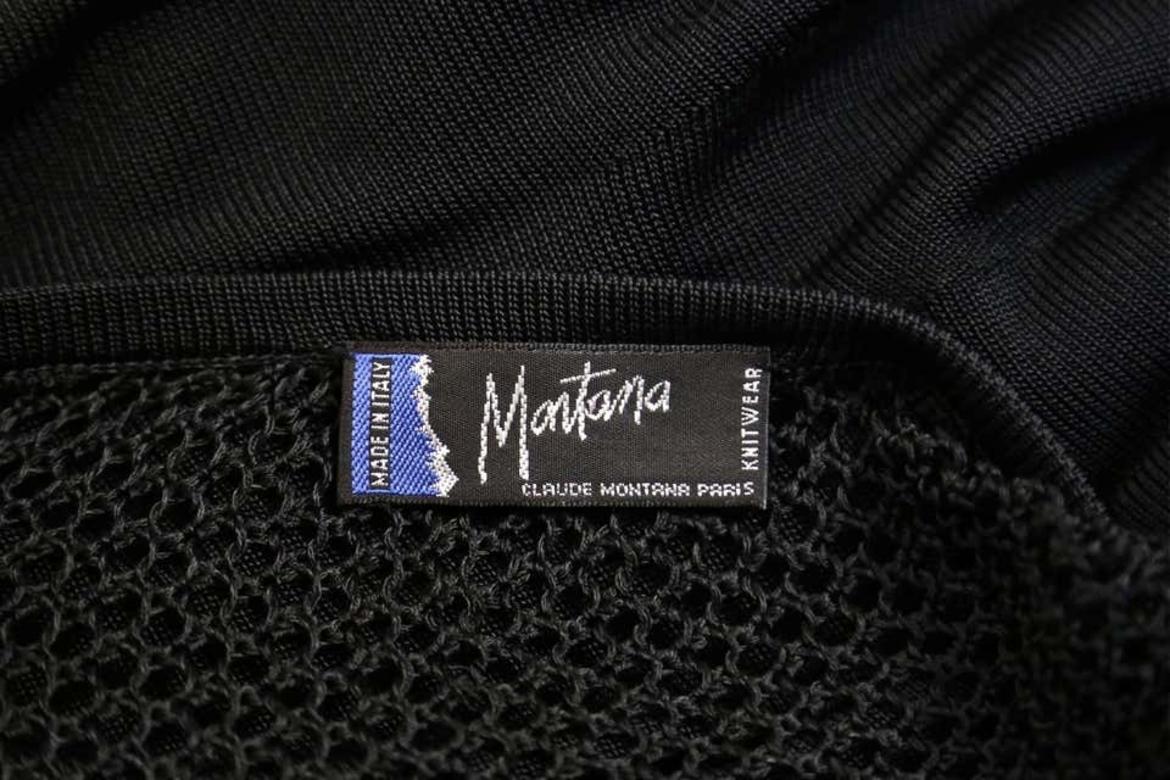 MADE IN ITALY
Montana
CLAUDE MONTANA PARIS
KNITWEAR